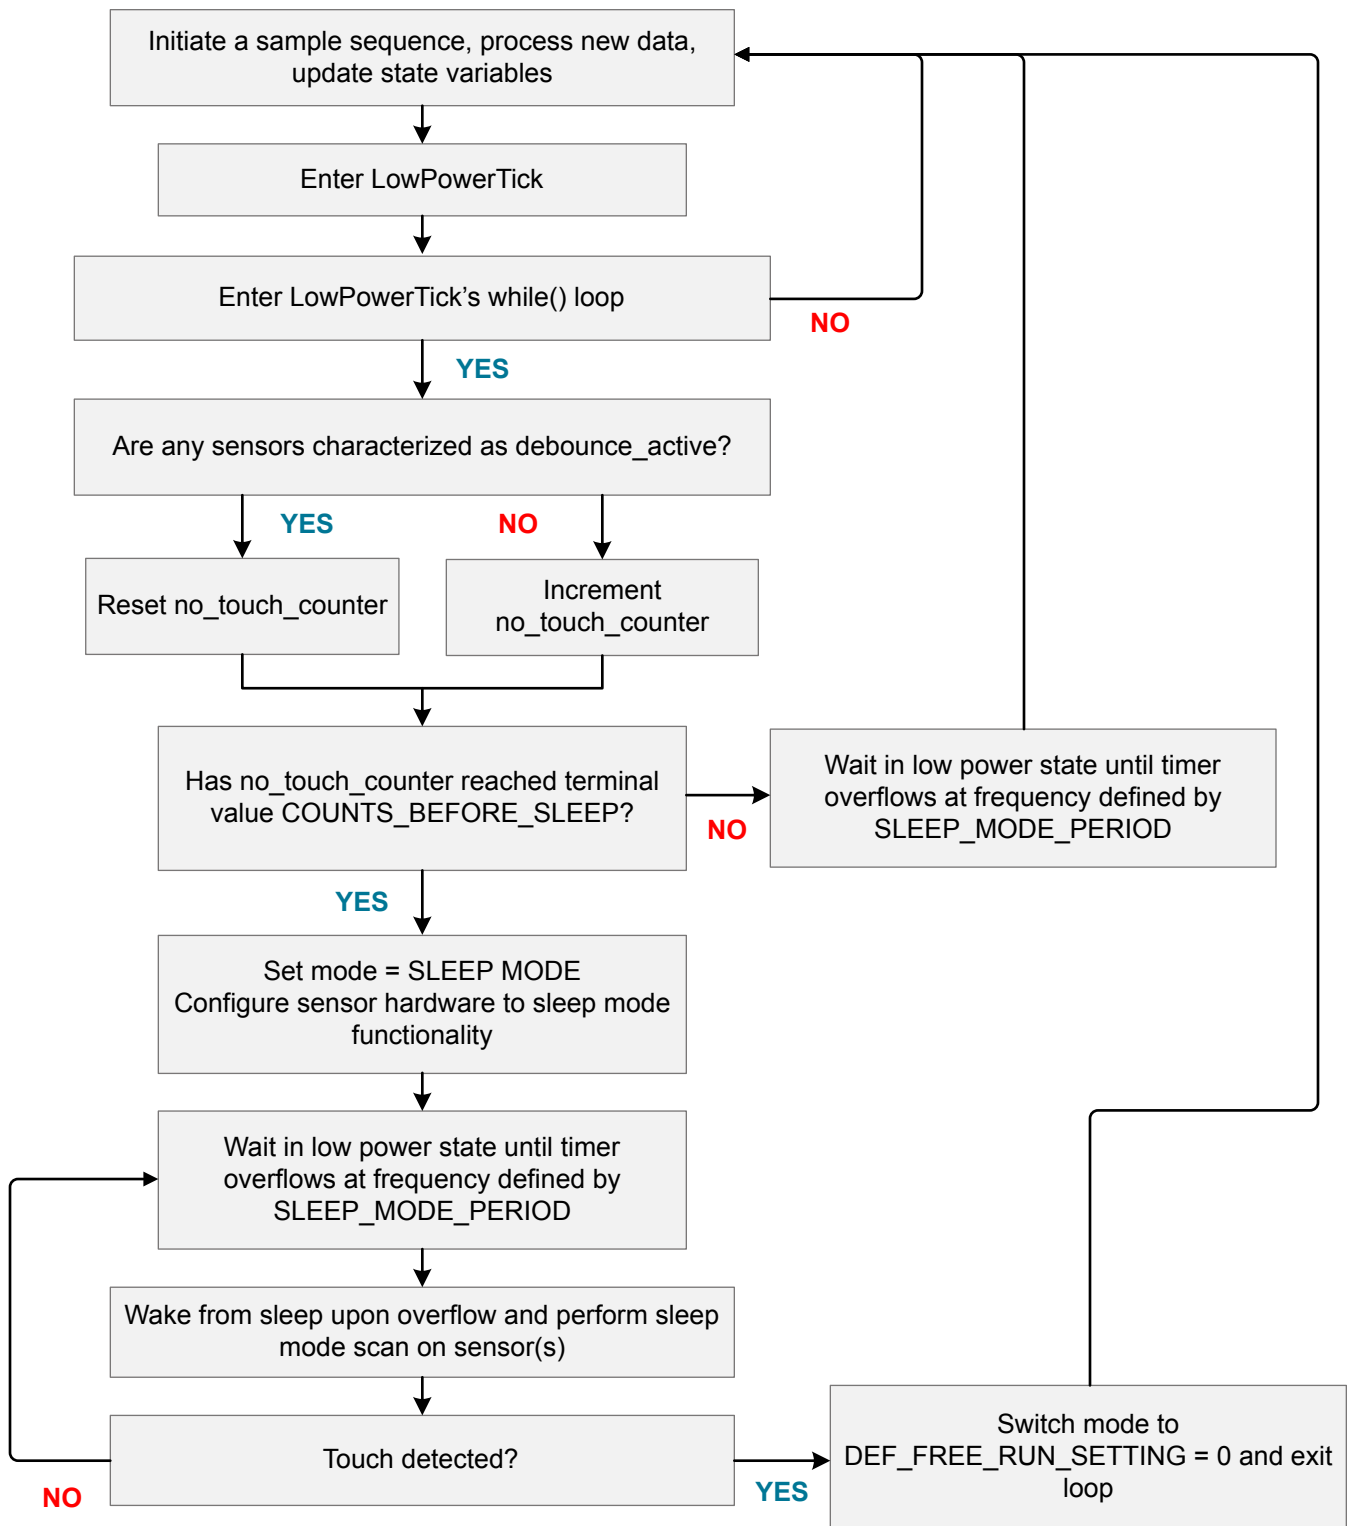 Initiate a sample sequence, process new data,
update state variables
Enter LowPowerTick
Enter LowPowerTick’s while() loop
NO
YES
Are any sensors characterized as debounce_active?
YES
NO
Reset no_touch_counter
Increment
no_touch_counter
Has no_touch_counter reached terminal
value COUNTS_BEFORE_SLEEP?
NO
Wait in low power state until timer
overflows at frequency defined by
SLEEP_MODE_PERIOD
YES
Set mode = SLEEP MODE
Configure sensor hardware to sleep mode
functionality
Wait in low power state until timer
overflows at frequency defined by
SLEEP_MODE_PERIOD
Wake from sleep upon overflow and perform sleep
mode scan on sensor(s)
Touch detected?
NO
YES
Switch mode to
DEF_FREE_RUN_SETTING = 0 and exit
loop